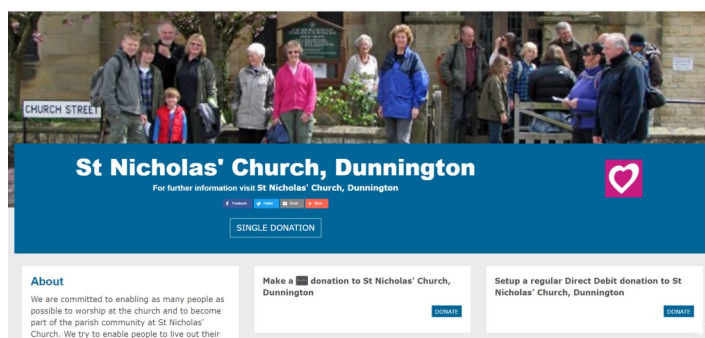 CHURCH STREET
St Nicholas' Church, Dunnington
For further information visit St Nicholas' Church, Dunnington
Facebook Twitter Email
SINGLE DONATION
About
We are committed to enabling as many people as
possible to worship at the church and to become
part of the parish community at St Nicholas'
Church. We try to enable people to live out their
Make a donation to St Nicholas' Church,
Dunnington
DONATE
Setup a regular Direct Debit donation to St
Nicholas' Church, Dunnington
DONATE